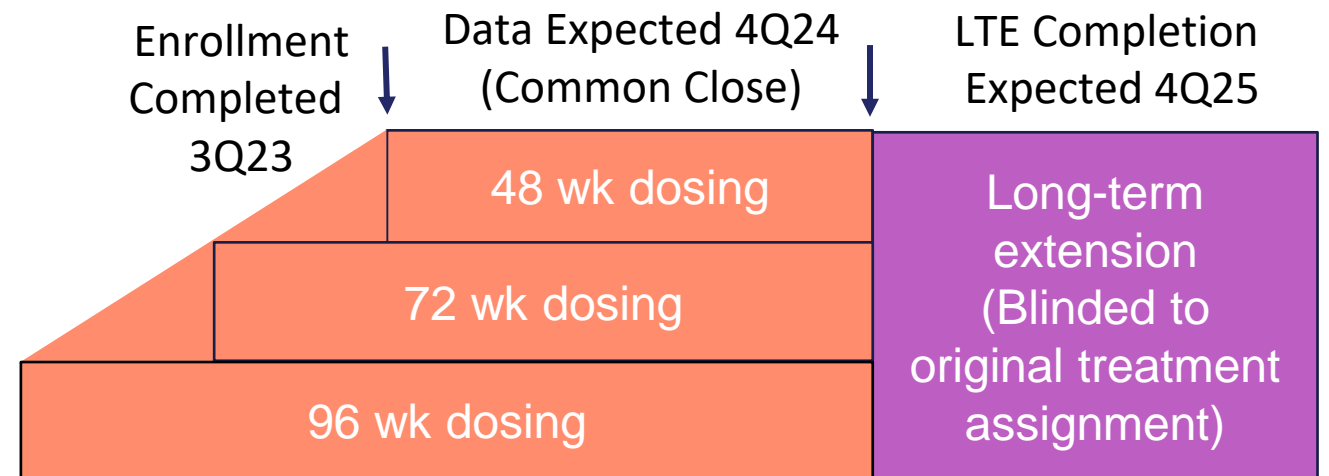 Enrollment
Completed
3Q23
Data Expected 4Q24
(Common Close)
LTE Completion
Expected 4Q25
48 wk dosing
72 wk dosing
96 wk dosing
Long-term
extension
(Blinded to
original treatment
assignment)